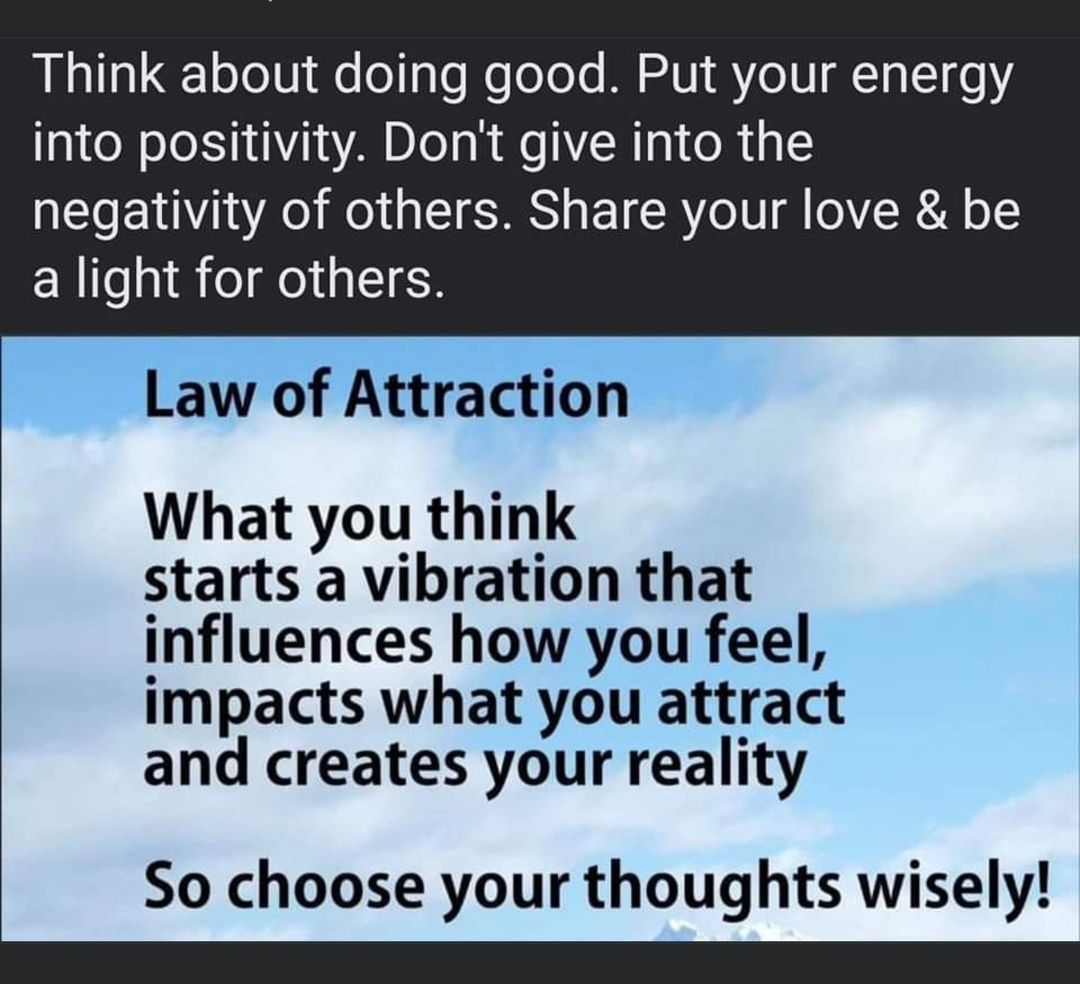 Think about doing good. Put your energy
into positivity. Don't give into the
negativity of others. Share your love & be
a light for others.
Law of Attraction
What you think
starts a vibration that
influences how you feel,
impacts what you attract
and creates your reality
So choose your thoughts wisely!